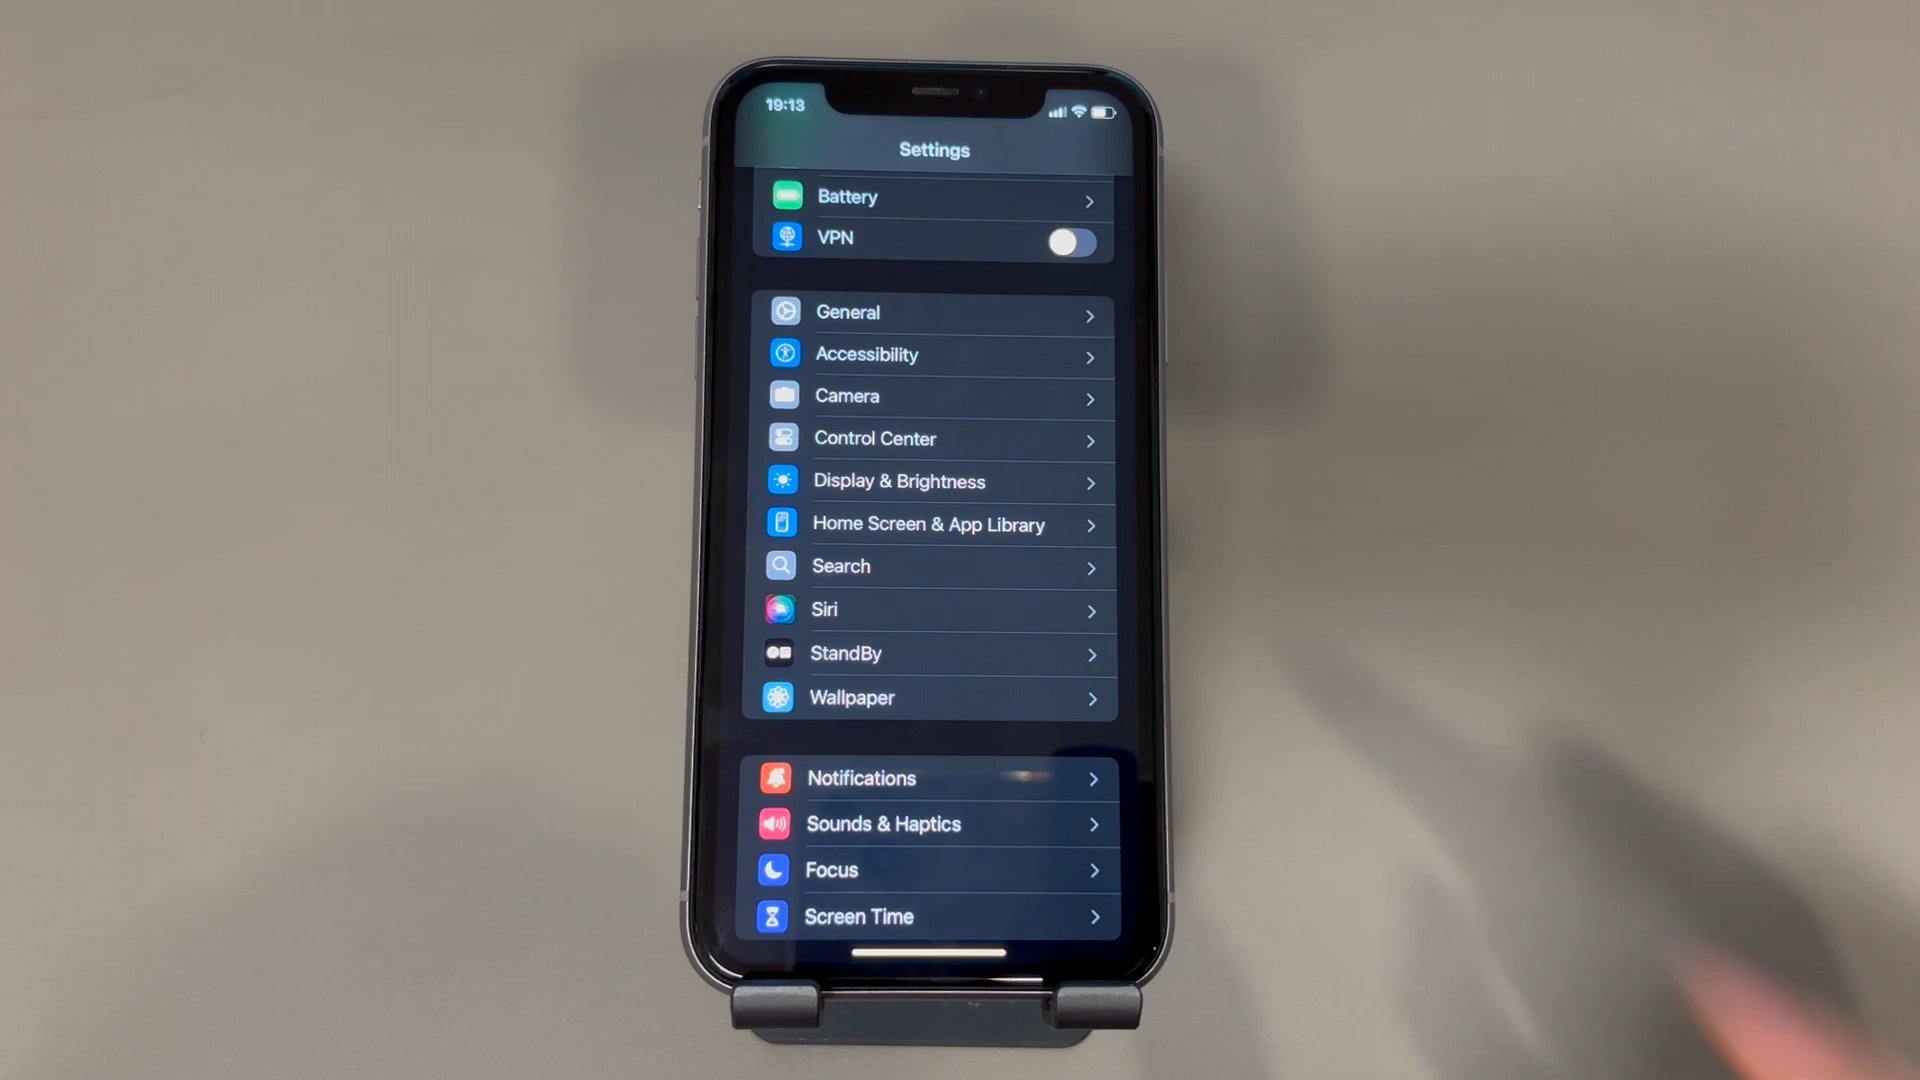 19:13
Settings
Battery
VPN
General
Accessibility
Camera
Control Center
Display & Brightness
Home Screen & App Library
Search
Siri
StandBy
Wallpaper
Notifications
Sounds & Haptics
Focus
Screen Time